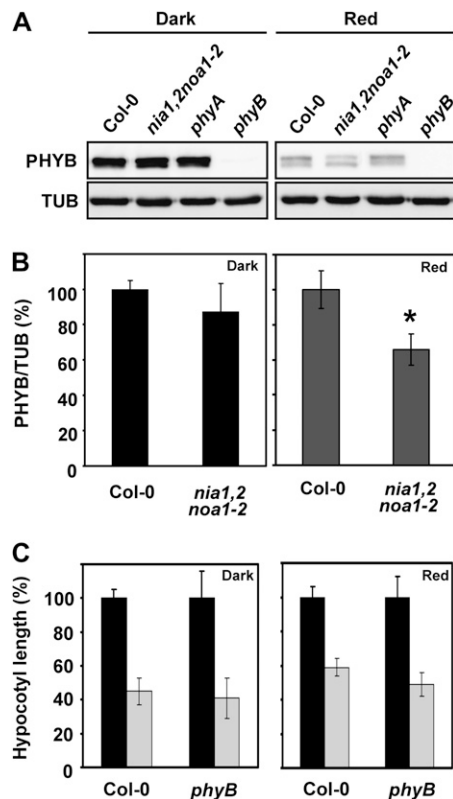 A
Dark Red
Col-0 nia1,2noa1-2 phyA phyB Col-0 nia1,2noa1-2 phyA phyB
PHYB
TUB
B
PHYB/TUB (%)
Dark
Red
100
80
60
40
20
0
*
Col-0 nia1,2 Col-0 nia1,2
noa1-2 noa1-2
C
Hypocotyl length (%)
Dark
Red
100
80
60
40
20
0
Col-0 phyB Col-0 phyB